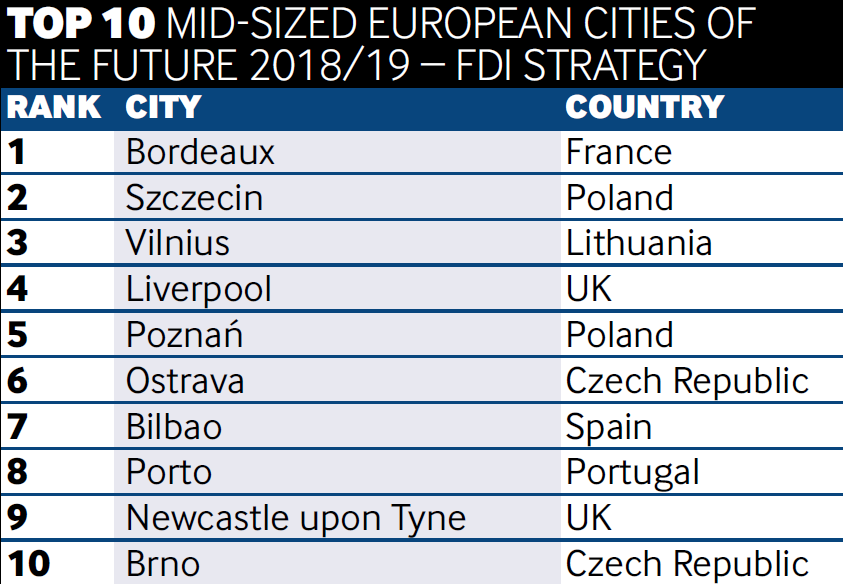 TOP 10 MID-SIZED EUROPEAN CITIES OF
THE FUTURE 2018/19 – FDI STRATEGY
RANK CITY COUNTRY
1 Bordeaux France
2 Szczecin Poland
3 Vilnius Lithuania
4 Liverpool UK
5 Poznań Poland
6 Ostrava Czech Republic
7 Bilbao Spain
8 Porto Portugal
9 Newcastle upon Tyne UK
10 Brno Czech Republic